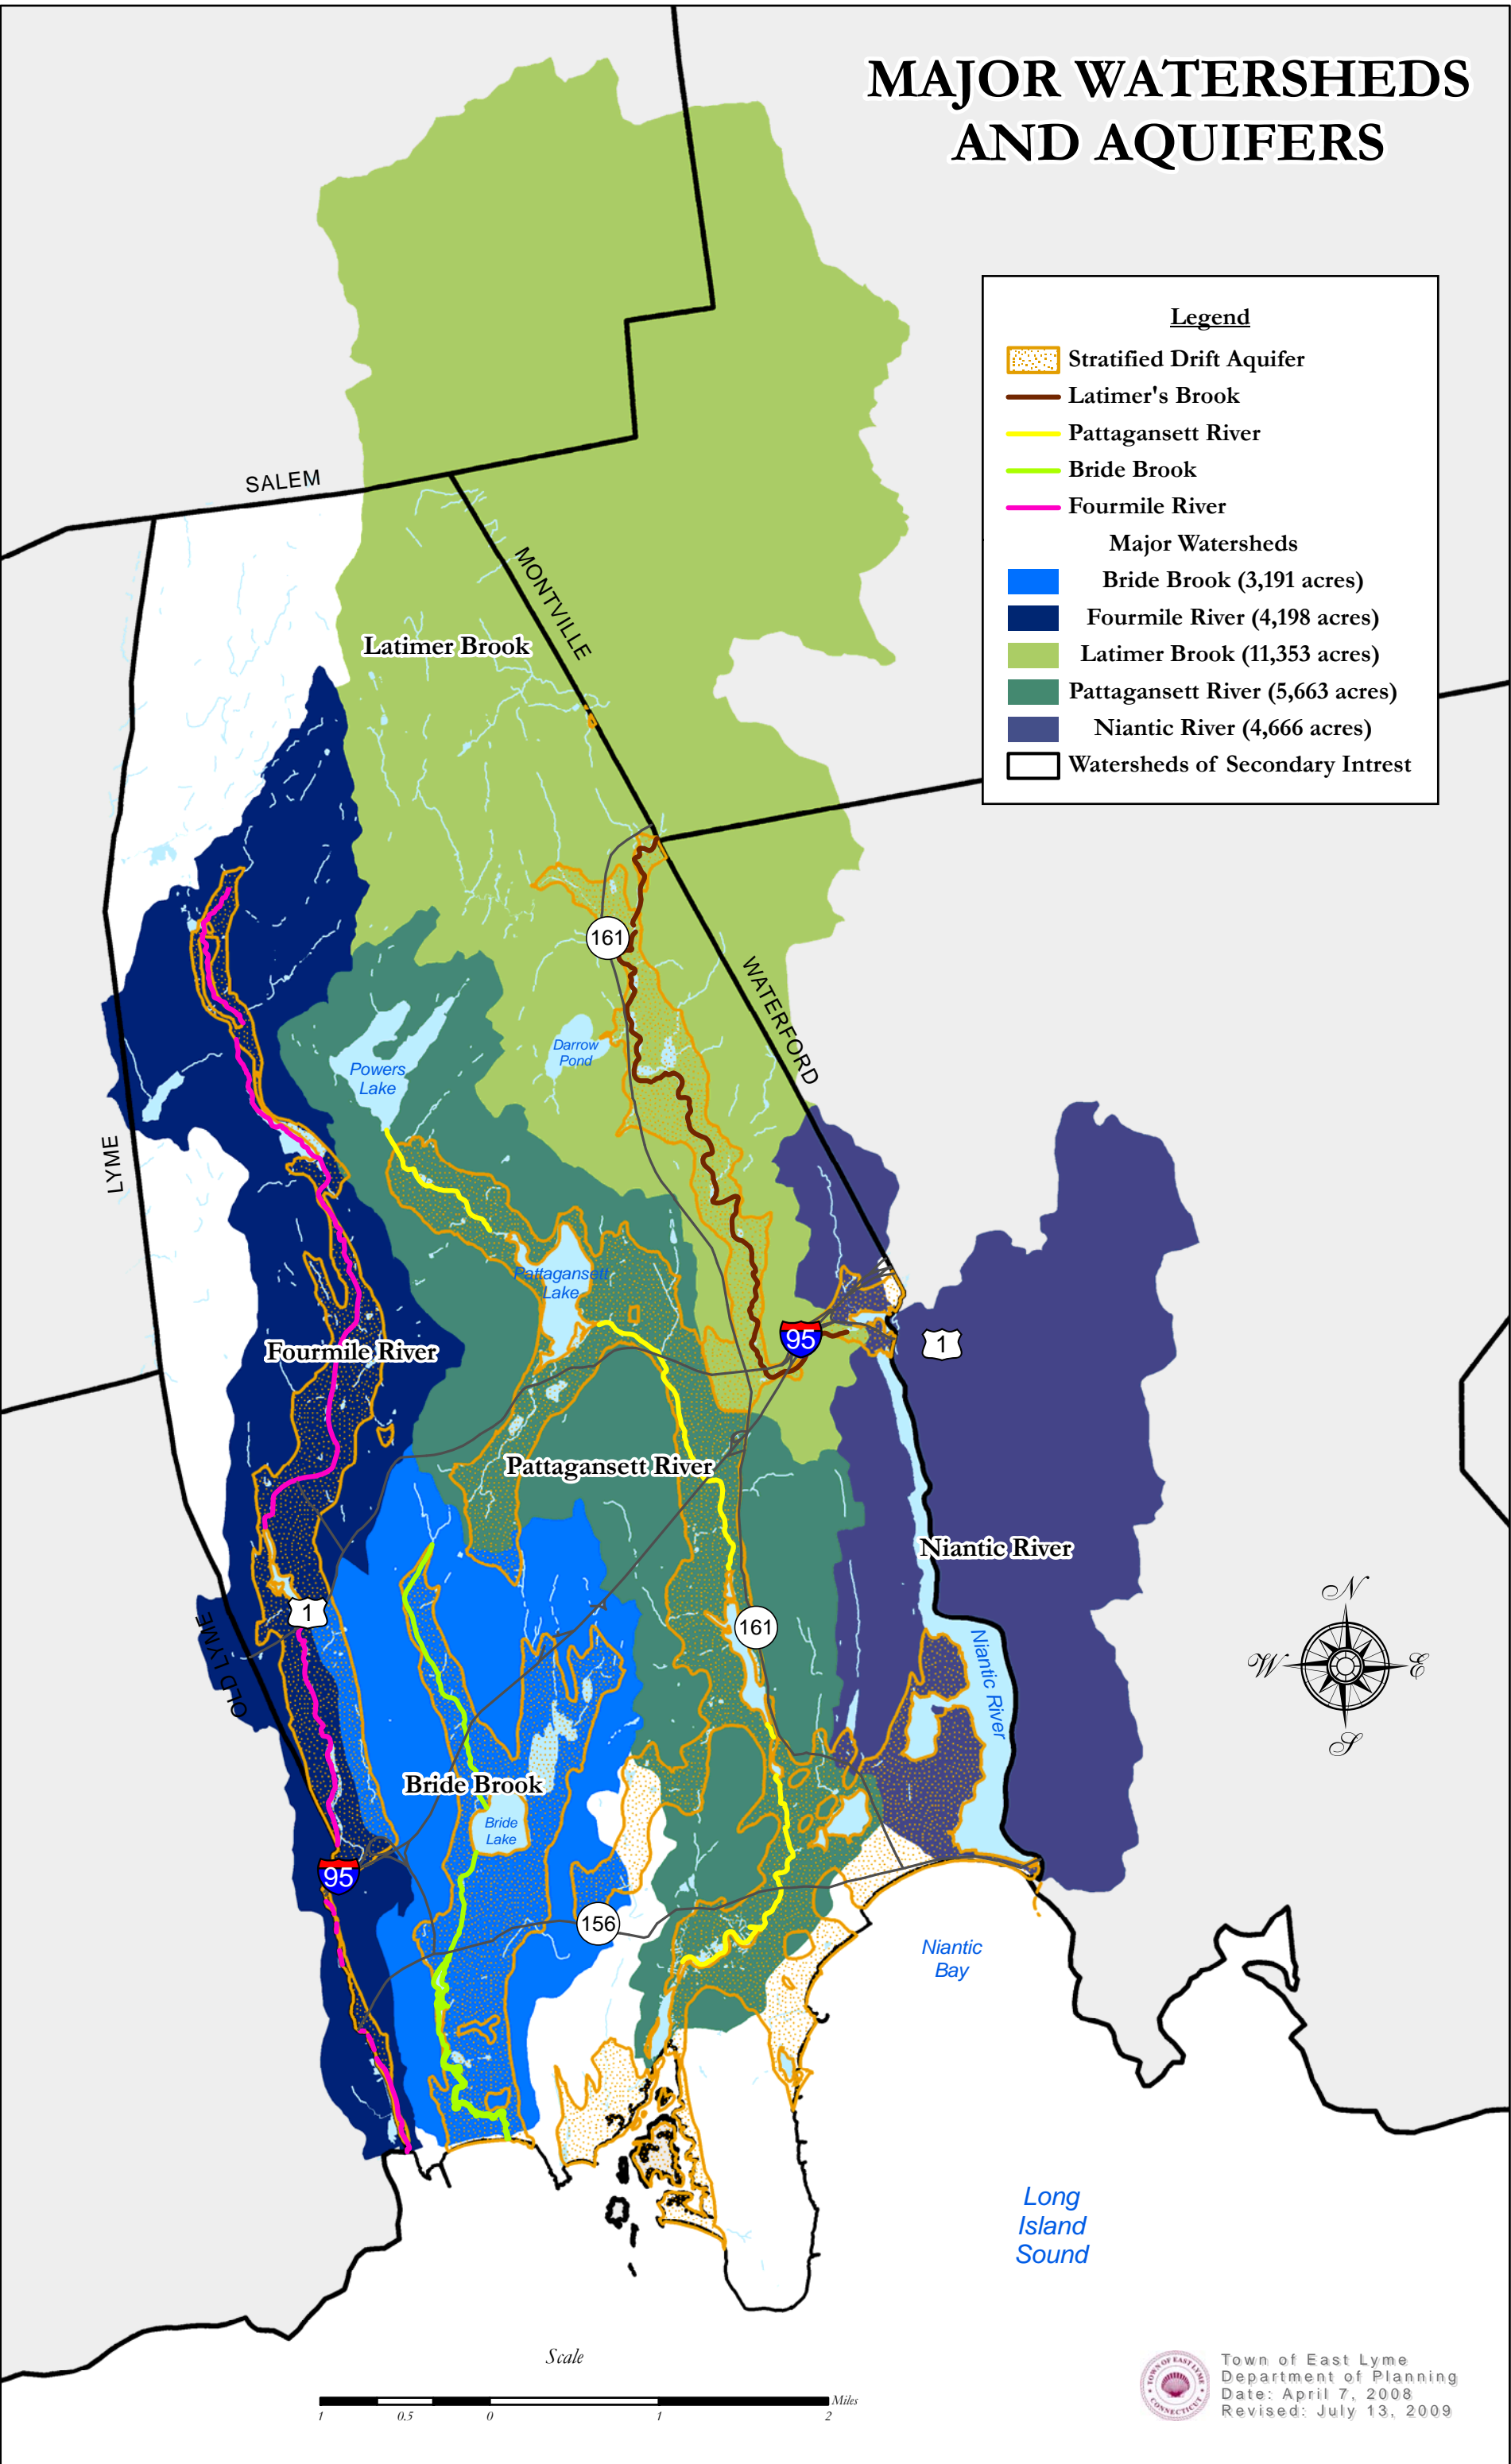 MAJOR WATERSHEDS
AND AQUIFERS
Legend
Stratified Drift Aquifer
Latimer's Brook
Pattagansett River
Bride Brook
Fourmile River
Major Watersheds
Bride Brook (3,191 acres)
Fourmile River (4,198 acres)
Latimer Brook (11,353 acres)
Pattagansett River (5,663 acres)
Niantic River (4,666 acres)
Watersheds of Secondary Intrest
SALEM
MONTVILLE
Latimer Brook
161
WATERFORD
Darrow
Pond
Powers
Lake
LYME
Pattagansett
Lake
95
1
Fourmile River
Pattagansett River
Niantic River
1
161
OLD LYME
Niantic River
N
W
E
S
Bride Brook
Bride
Lake
95
156
Niantic
Bay
Long
Island
Sound
Scale
Miles
1
0.5
0
1
2
TOWN OF EAST LYME
CONNECTICUT
Town of East Lyme
Department of Planning
Date: April 7, 2008
Revised: July 13, 2009